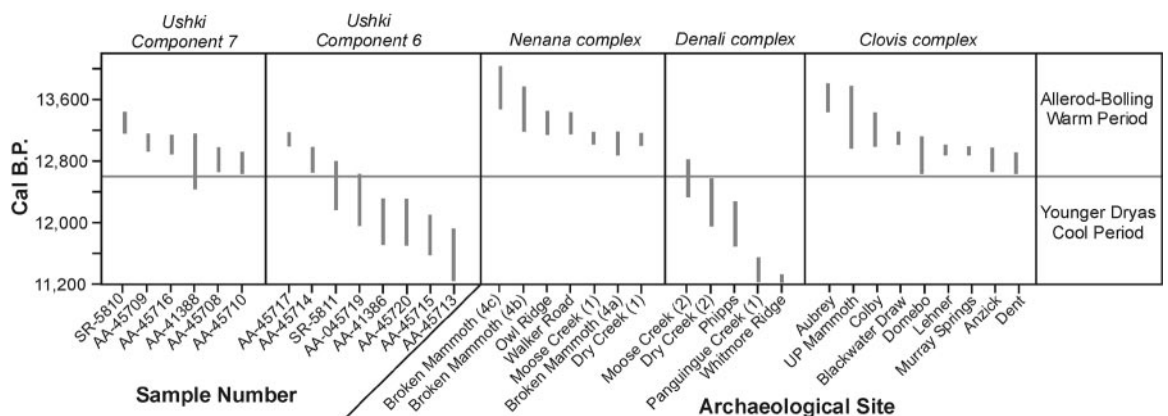 Ushki
Component 7
Ushki
Component 6
Nenana complex
Denali complex
Clovis complex
Cal B.P.
13,600
12,800
12,000
11,200
Allerod-Bolling
Warm Period
Younger Dryas
Cool Period
SR-5810
AA-45709
AA-45716
AA-41388
AA-45708
AA-45710
AA-45717
AA-45714
SR-5811
AA-045719
AA-41386
AA-45720
AA-45715
AA-45713
Broken Mammoth (4c)
Broken Mammoth (4b)
Owl Ridge
Walker Road
Moose Creek (1)
Broken Mammoth (4a)
Dry Creek (1)
Moose Creek (2)
Dry Creek (2)
Phipps
Panguingue Creek (1)
Whitmore Ridge
Aubrey
UP Mammoth
Colby
Blackwater Draw
Domebo
Lehner
Murray Springs
Anzick
Dent
Sample Number
Archaeological Site